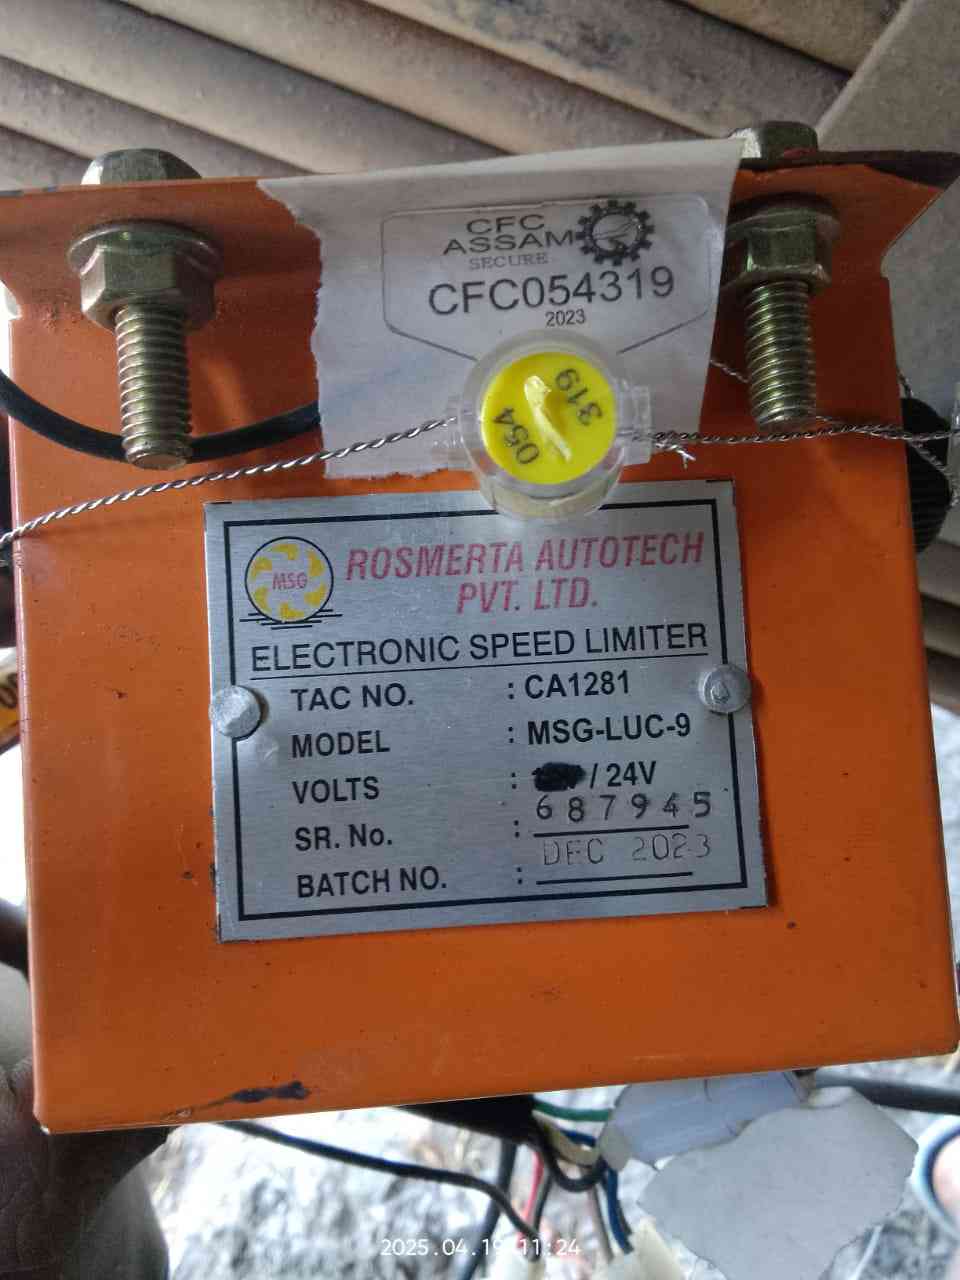 CFC
ASSAM
SECURE
CFC054319
2023
054
319
MSG
ROSMERTA AUTOTECH
PVT. LTD.
ELECTRONIC SPEED LIMITER
TAC NO. : CA1281
MODEL : MSG-LUC-9
VOLTS : / 24V
SR. No. : 687945
BATCH NO. : DEC 2023
2025.04.19 11:24